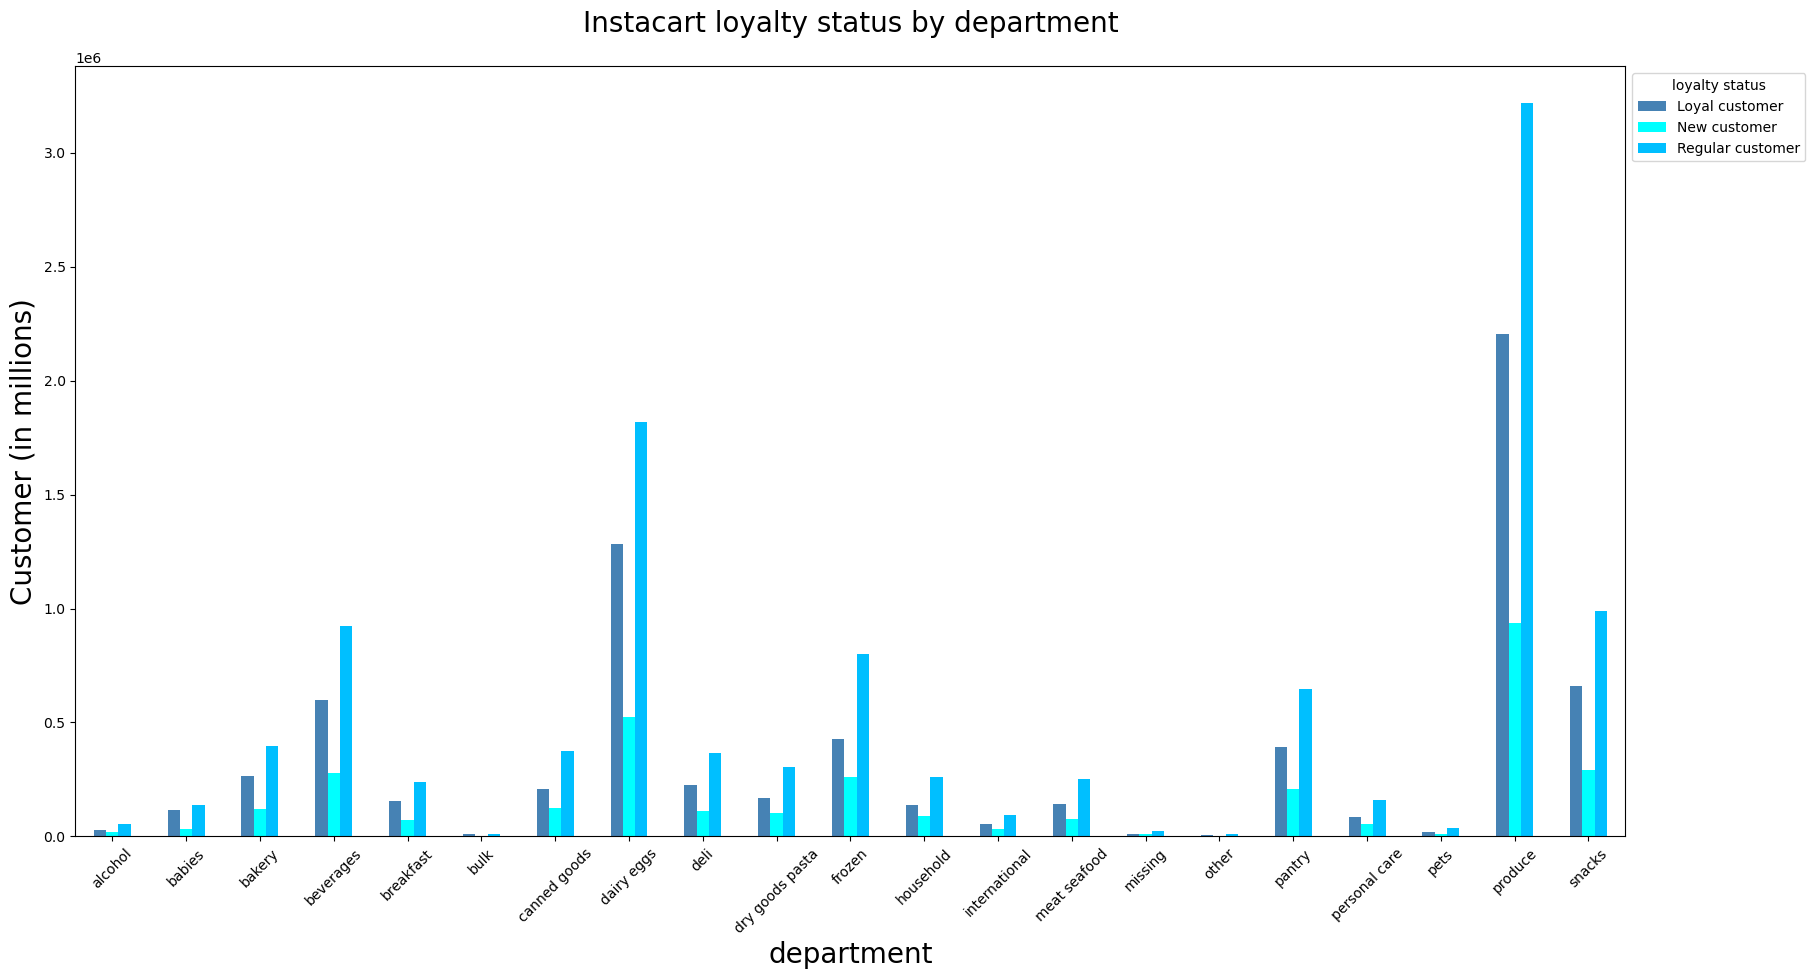 Instacart loyalty status by department
1e6
loyalty status
Loyal customer
New customer
Regular customer
3.0
2.5
2.0
1.5
1.0
0.5
0.0
Customer (in millions)
alcohol
babies
bakery
beverages
breakfast
bulk
canned goods
dairy eggs
deli
dry goods pasta
frozen
household
international
meat seafood
missing
other
pantry
personal care
pets
produce
snacks
department